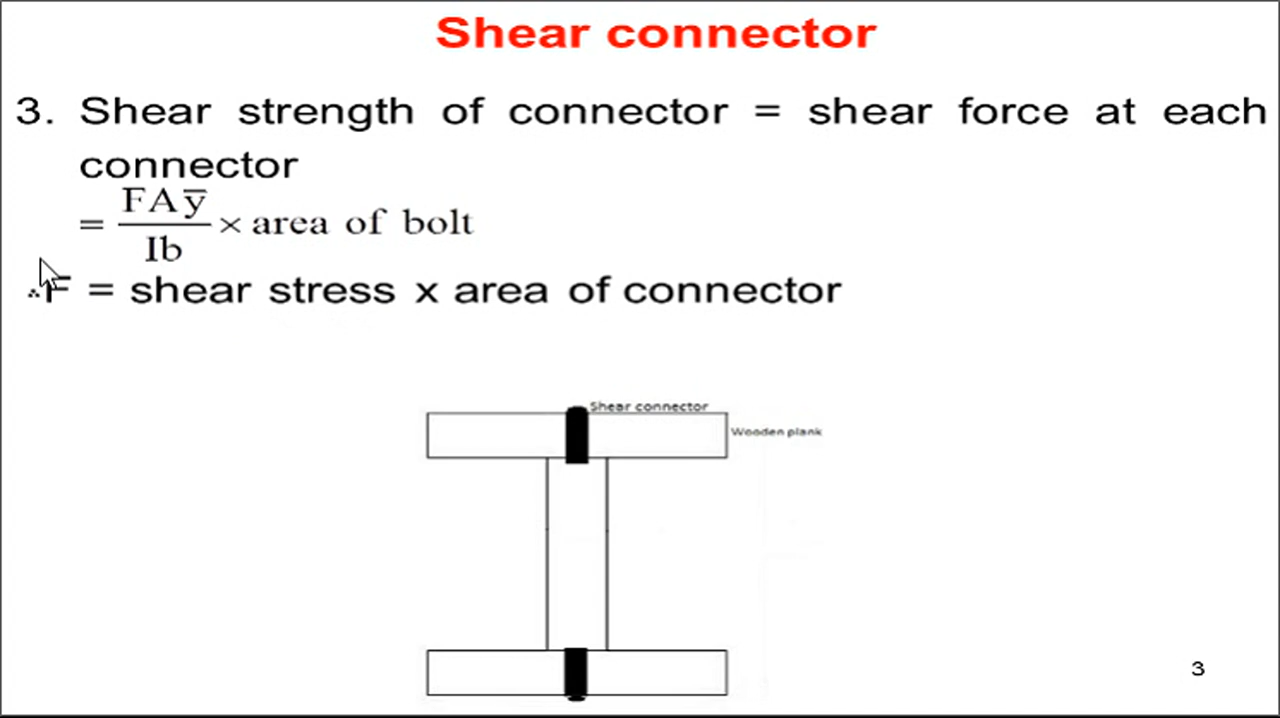 Shear connector
3. Shear strength of connector = shear force at each
connector
= FAȳ / Ib × area of bolt
∴F = shear stress x area of connector
Shear connector
Wooden plank
3